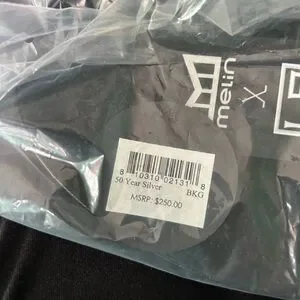 melin X
8 10310 02131 8
50 Year Silver BKG
MSRP: $250.00